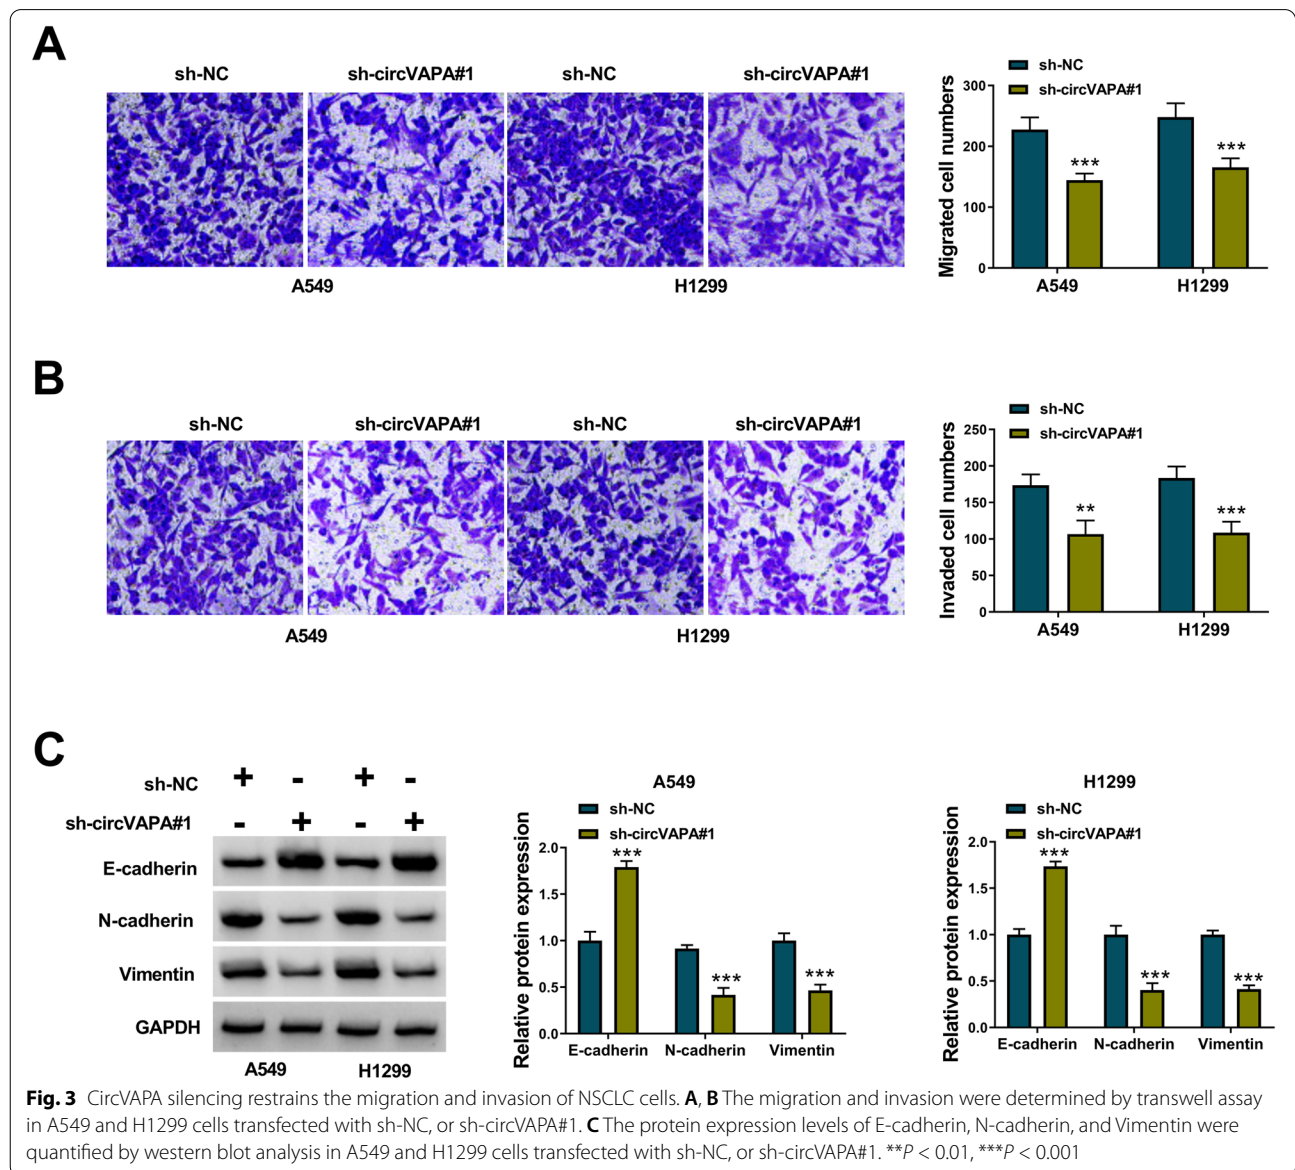 A
sh-NC sh-circVAPA#1 sh-NC sh-circVAPA#1
A549 H1299
sh-NC
sh-circVAPA#1
Migrated cell numbers
300
200
100
0
*** ***
A549 H1299
B
sh-NC sh-circVAPA#1 sh-NC sh-circVAPA#1
A549 H1299
sh-NC
sh-circVAPA#1
Invaded cell numbers
250
200
150
100
50
0
** ***
A549 H1299
C
sh-NC + - + -
sh-circVAPA#1 - + - +
E-cadherin
N-cadherin
Vimentin
GAPDH
A549 H1299
A549
sh-NC
sh-circVAPA#1
Relative protein expression
2.0
1.5
1.0
0.5
0.0
*** *** ***
E-cadherin N-cadherin Vimentin
H1299
sh-NC
sh-circVAPA#1
Relative protein expression
2.0
1.5
1.0
0.5
0.0
*** *** ***
E-cadherin N-cadherin Vimentin
Fig. 3 CircVAPA silencing restrains the migration and invasion of NSCLC cells. A, B The migration and invasion were determined by transwell assay
in A549 and H1299 cells transfected with sh-NC, or sh-circVAPA#1. C The protein expression levels of E-cadherin, N-cadherin, and Vimentin were
quantified by western blot analysis in A549 and H1299 cells transfected with sh-NC, or sh-circVAPA#1. **P < 0.01, ***P < 0.001